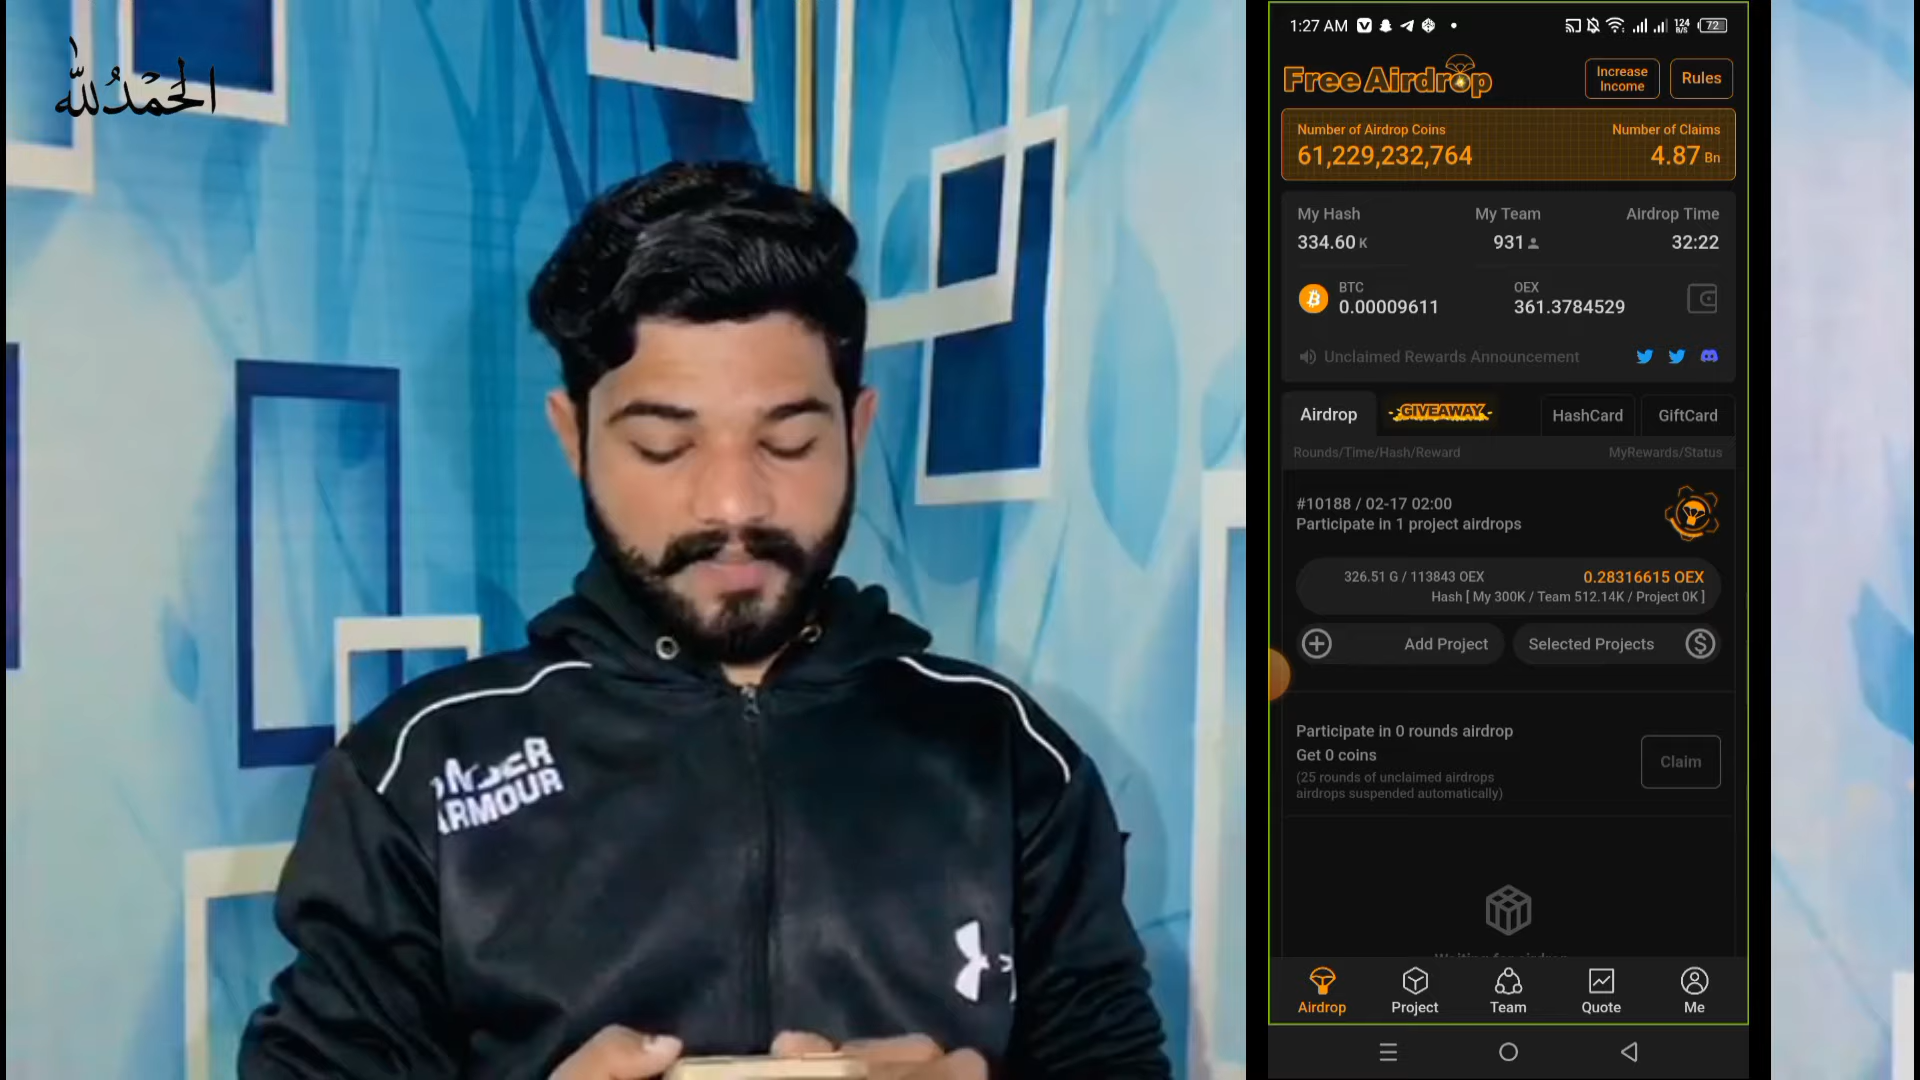 الحَمْدُلله
UNDER
ARMOUR
1:27 AM
124
B/S
72
Free Airdrop
Increase
Income
Rules
Number of Airdrop Coins
Number of Claims
61,229,232,764
4.87 Bn
My Hash
My Team
Airdrop Time
334.60 K
931
32:22
BTC
0.00009611
OEX
361.3784529
Unclaimed Rewards Announcement
Airdrop
GIVEAWAY
HashCard
GiftCard
Rounds/Time/Hash/Reward
MyRewards/Status
#10188 / 02-17 02:00
Participate in 1 project airdrops
326.51 G / 113843 OEX
0.28316615 OEX
Hash [ My 300K / Team 512.14K / Project 0K ]
Add Project
Selected Projects
Participate in 0 rounds airdrop
Get 0 coins
(25 rounds of unclaimed airdrops
airdrops suspended automatically)
Claim
Airdrop
Project
Team
Quote
Me